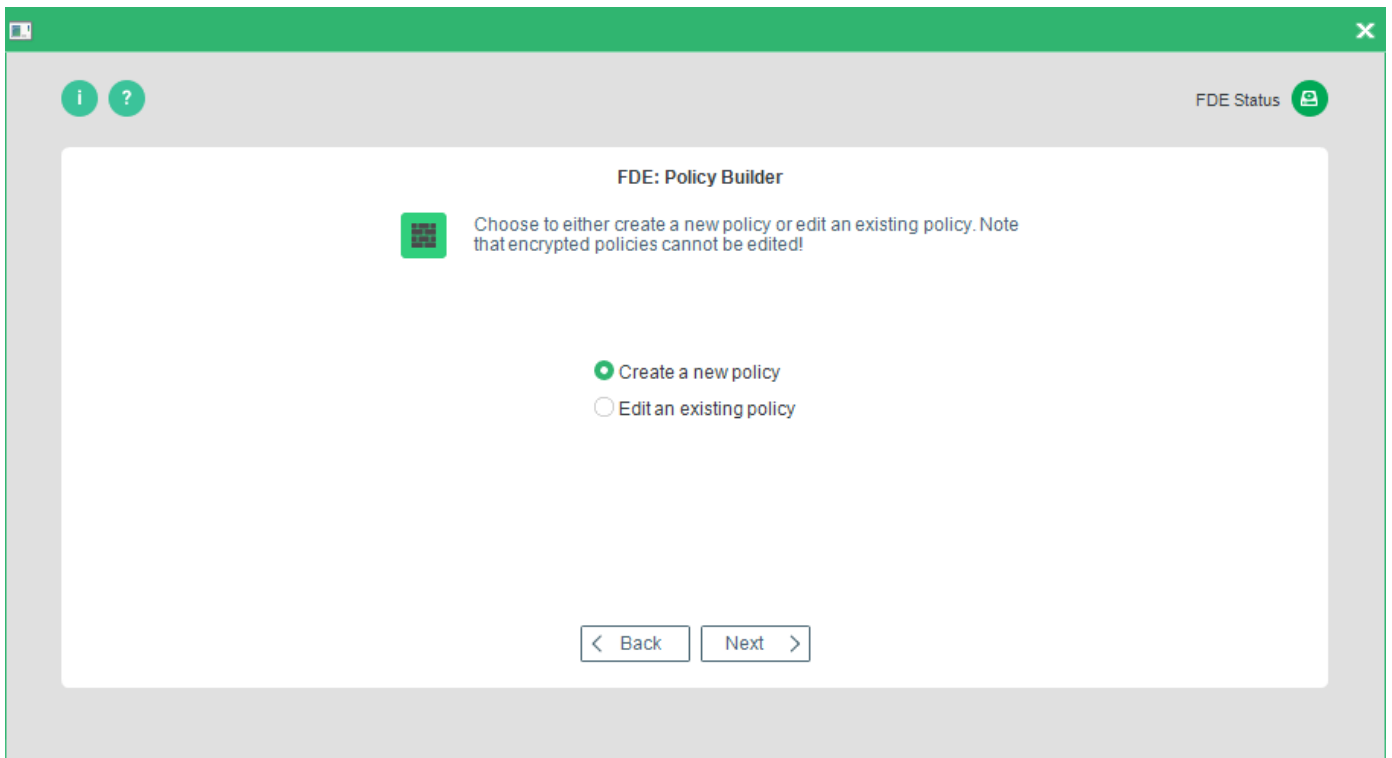 i ?
FDE Status
FDE: Policy Builder
Choose to either create a new policy or edit an existing policy. Note
that encrypted policies cannot be edited!
Create a new policy
Edit an existing policy
Back
Next